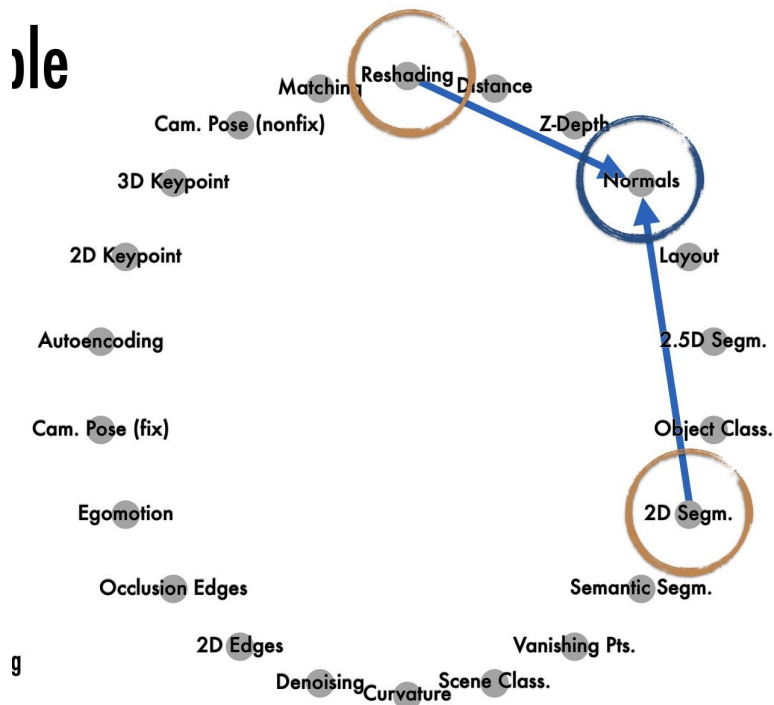 Reshading
Matching
Distance
Cam. Pose (nonfix)
Z-Depth
3D Keypoint
Normals
2D Keypoint
Layout
Autoencoding
2.5D Segm.
Cam. Pose (fix)
Object Class.
Egomotion
2D Segm.
Occlusion Edges
Semantic Segm.
2D Edges
Vanishing Pts.
Denoising
Curvature
Scene Class.